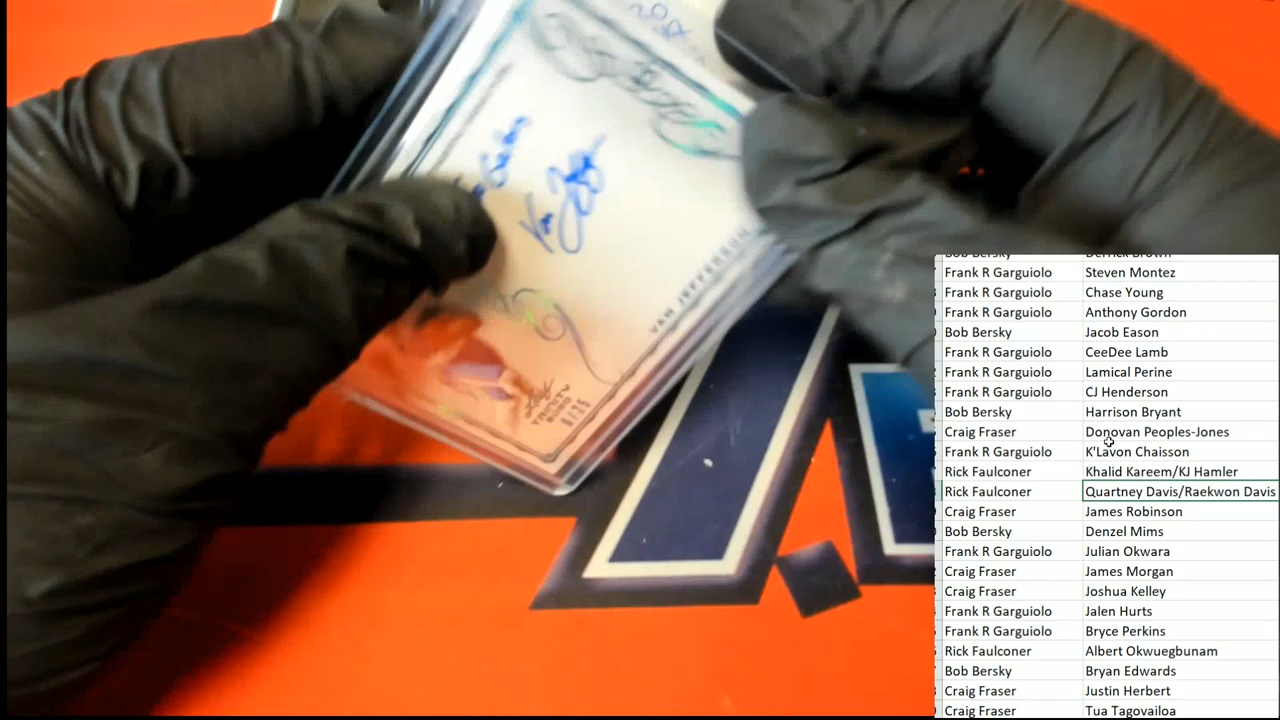 VAN JEFFERSON
TRINITY
Bob Bersky Derrick Brown
Frank R Garguiolo Steven Montez
Frank R Garguiolo Chase Young
Frank R Garguiolo Anthony Gordon
Bob Bersky Jacob Eason
Frank R Garguiolo CeeDee Lamb
Frank R Garguiolo Lamical Perine
Frank R Garguiolo CJ Henderson
Bob Bersky Harrison Bryant
Craig Fraser Donovan Peoples-Jones
Frank R Garguiolo K'Lavon Chaisson
Rick Faulconer Khalid Kareem/KJ Hamler
Rick Faulconer Quartney Davis/Raekwon Davis
Craig Fraser James Robinson
Bob Bersky Denzel Mims
Frank R Garguiolo Julian Okwara
Craig Fraser James Morgan
Craig Fraser Joshua Kelley
Frank R Garguiolo Jalen Hurts
Frank R Garguiolo Bryce Perkins
Rick Faulconer Albert Okwuegbunam
Bob Bersky Bryan Edwards
Craig Fraser Justin Herbert
Craig Fraser Tua Tagovailoa